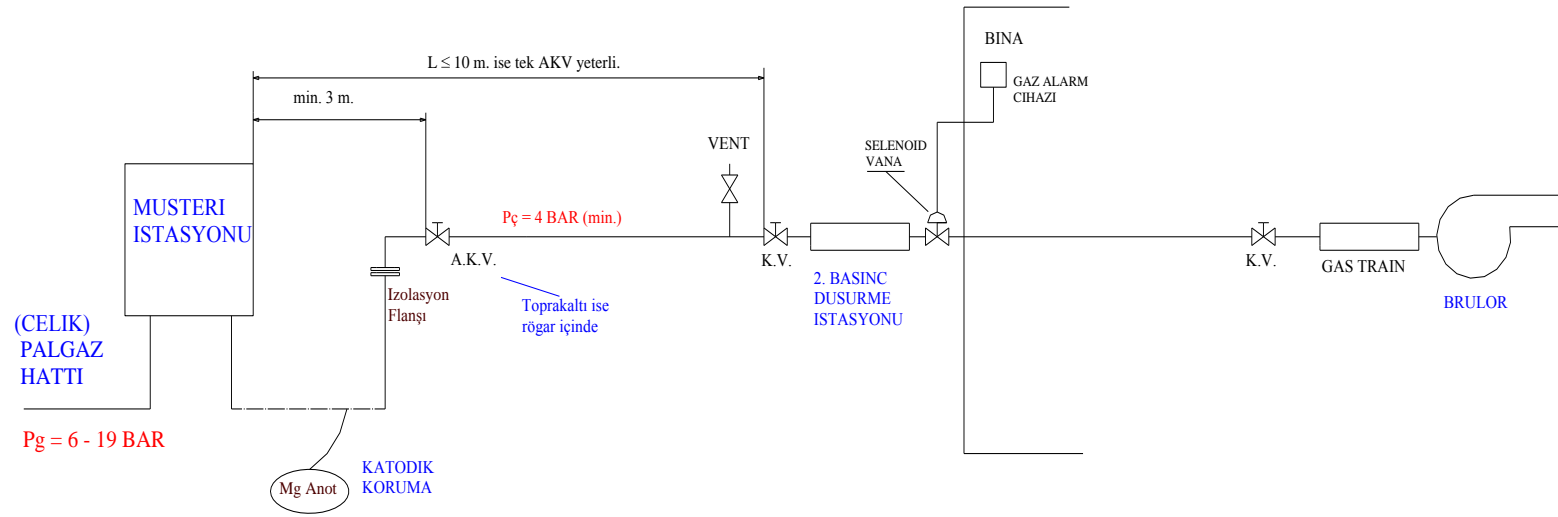 L ≤ 10 m. ise tek AKV yeterli.
min. 3 m.
BINA
GAZ ALARM
CIHAZI
VENT
SELENOID
VANA
MUSTERI
ISTASYONU
Pç = 4 BAR (min.)
A.K.V.
K.V.
K.V.
GAS TRAIN
Izolasyon
Flanşı
Toprakaltı ise
rögar içinde
2. BASINC
DUSURME
ISTASYONU
BRULOR
(CELIK)
PALGAZ
HATTI
Pg = 6 - 19 BAR
Mg Anot
KATODIK
KORUMA